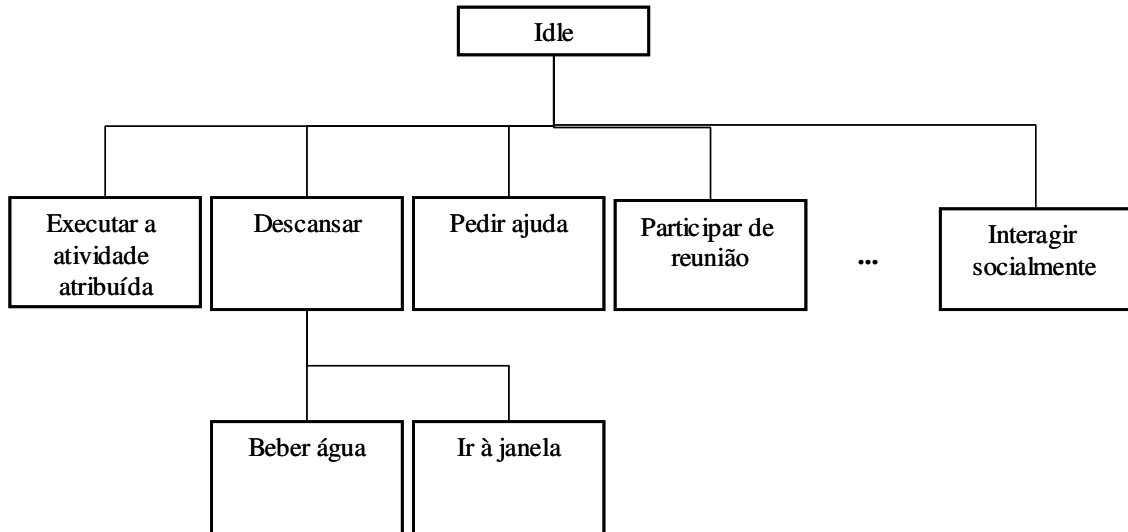 Idle
Executar a
atividade
atribuída
Descansar
Pedir ajuda
Participar de
reunião
...
Interagir
socialmente
Beber água
Ir à janela